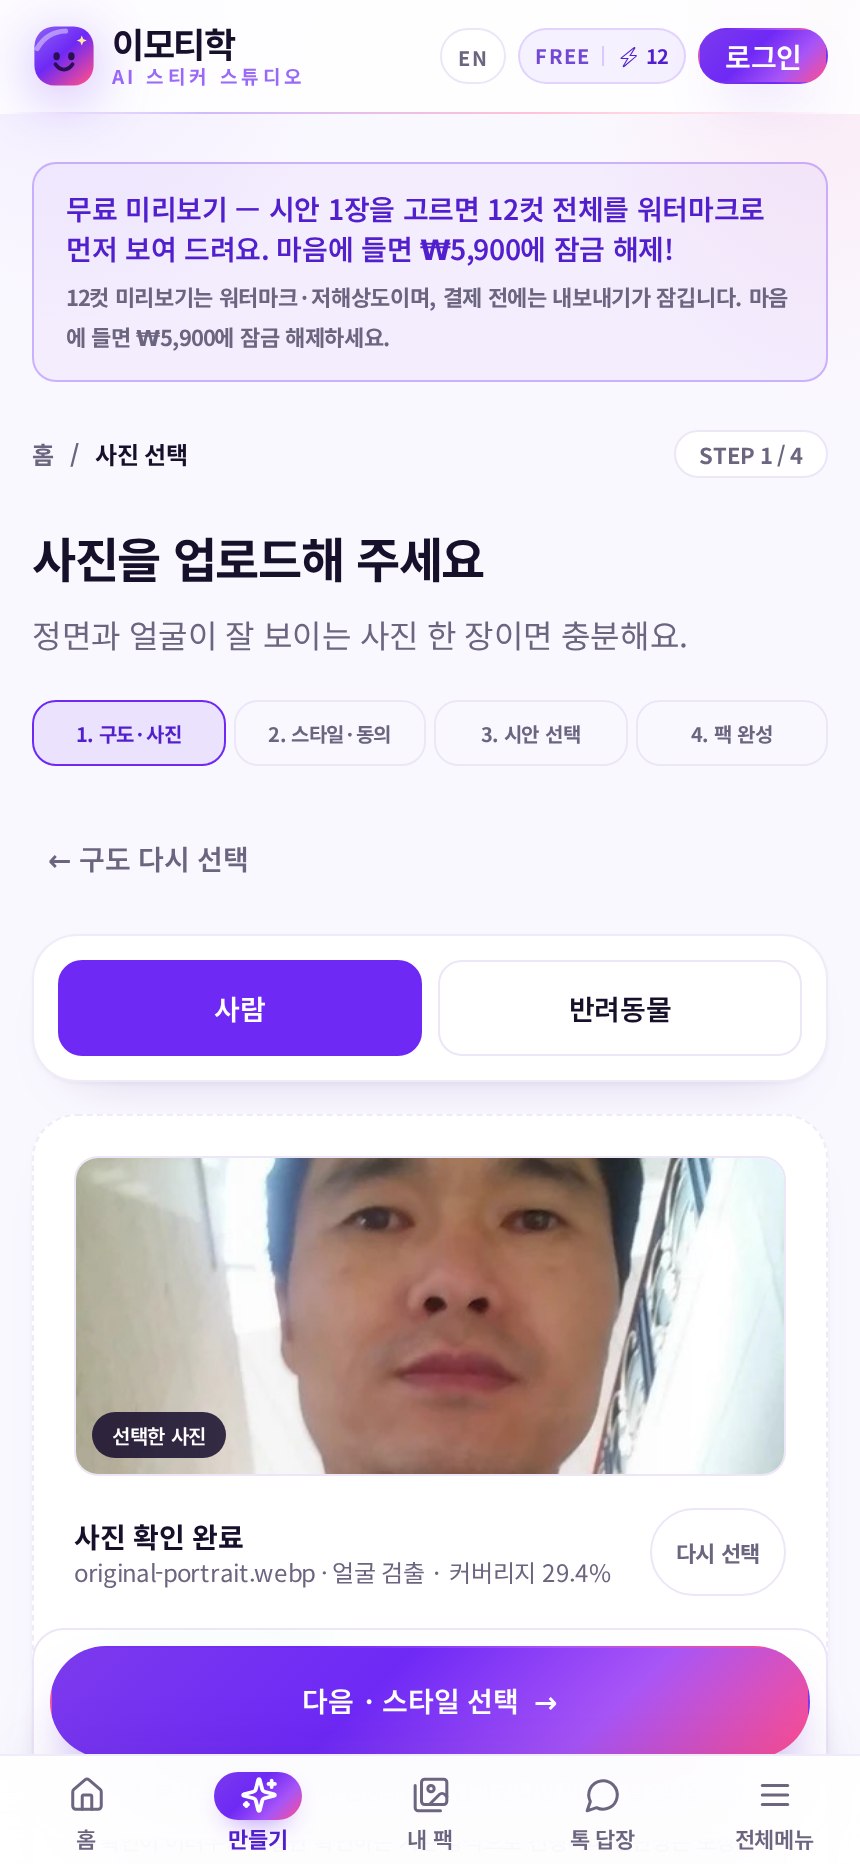 이모티학
AI 스티커 스튜디오
EN
FREE
12
로그인
무료 미리보기 — 시안 1장을 고르면 12컷 전체를 워터마크로
먼저 보여 드려요. 마음에 들면 ₩5,900에 잠금 해제!
12컷 미리보기는 워터마크·저해상도이며, 결제 전에는 내보내기가 잠깁니다. 마음
에 들면 ₩5,900에 잠금 해제하세요.
홈 / 사진 선택
STEP 1 / 4
사진을 업로드해 주세요
정면과 얼굴이 잘 보이는 사진 한 장이면 충분해요.
1. 구도·사진
2. 스타일·동의
3. 시안 선택
4. 팩 완성
← 구도 다시 선택
사람
반려동물
선택한 사진
사진 확인 완료
original-portrait.webp · 얼굴 검출 · 커버리지 29.4%
다시 선택
다음 · 스타일 선택 →
홈
만들기
내 팩
톡 답장
전체메뉴